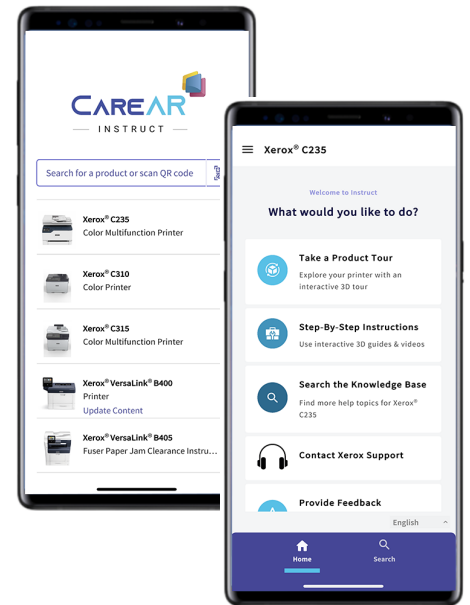 CAREAR
INSTRUCT
Search for a product or scan QR code
Xerox® C235
Color Multifunction Printer
Xerox® C310
Color Printer
Xerox® C315
Color Multifunction Printer
Xerox® VersaLink® B400
Printer
Update Content
Xerox® VersaLink® B405
Fuser Paper Jam Clearance Instru...
Xerox® C235
Welcome to Instruct
What would you like to do?
Take a Product Tour
Explore your printer with an
interactive 3D tour
Step-By-Step Instructions
Use interactive 3D guides & videos
Search the Knowledge Base
Find more help topics for Xerox®
C235
Contact Xerox Support
Provide Feedback
English
Home
Search